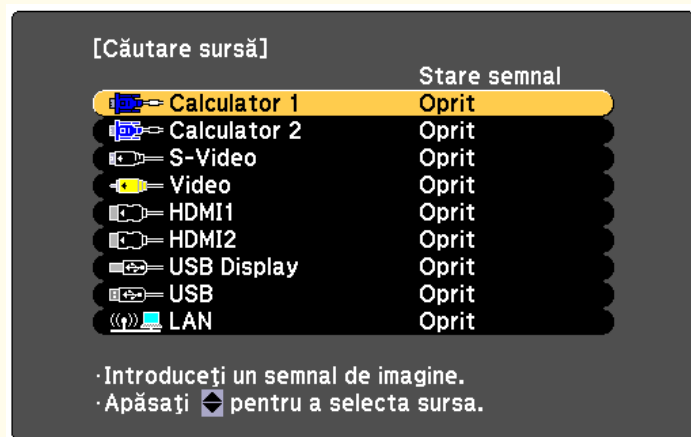 [Căutare sursă]
Stare semnal
Calculator 1 Oprit
Calculator 2 Oprit
S-Video Oprit
Video Oprit
HDMI1 Oprit
HDMI2 Oprit
USB Display Oprit
USB Oprit
LAN Oprit
·Introduceţi un semnal de imagine.
·Apăsaţi pentru a selecta sursa.